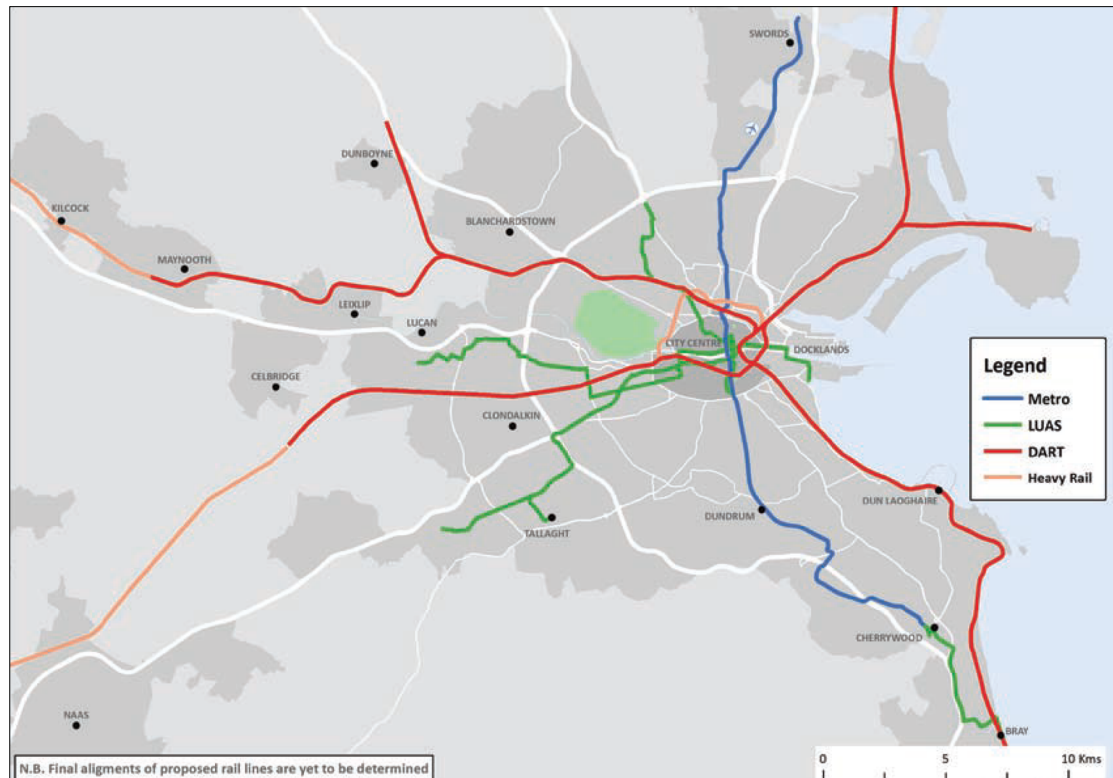 SWORDS
DUNBOYNE
KILCOCK
BLANCHARDSTOWN
MAYNOOTH
LEIXLIP
LUCAN
CITY CENTRE
DOCKLANDS
CELBRIDGE
CLONDALKIN
Legend
Metro
LUAS
DART
Heavy Rail
DUN LAOGHAIRE
DUNDRUM
TALLAGHT
CHERRYWOOD
NAAS
BRAY
N.B. Final aligments of proposed rail lines are yet to be determined
0 5 10 Kms